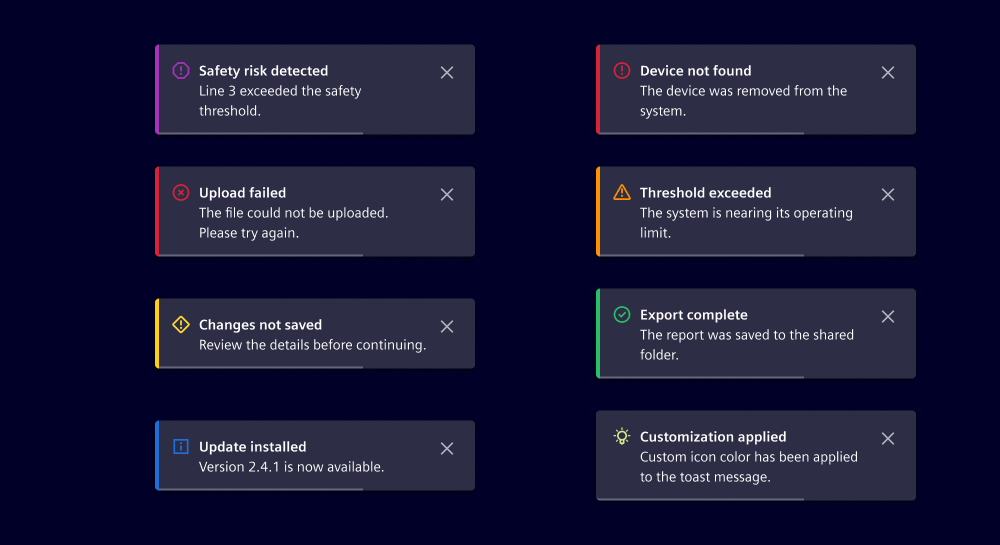 Safety risk detected
Line 3 exceeded the safety
threshold.
Device not found
The device was removed from the
system.
Upload failed
The file could not be uploaded.
Please try again.
Threshold exceeded
The system is nearing its operating
limit.
Changes not saved
Review the details before continuing.
Export complete
The report was saved to the shared
folder.
Update installed
Version 2.4.1 is now available.
Customization applied
Custom icon color has been applied
to the toast message.